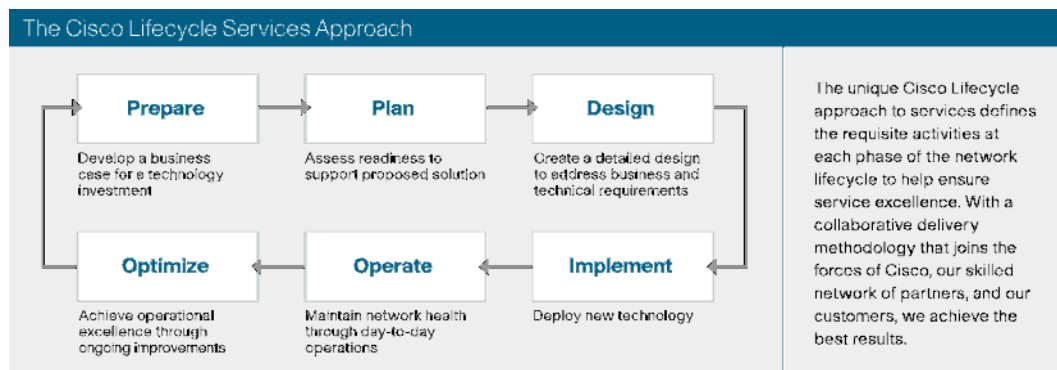 The Cisco Lifecycle Services Approach
Prepare
Develop a business
case for a technology
investment
Plan
Assess readiness to
support proposed solution
Design
Create a detailed design
to address business and
technical requirements
Optimize
Achieve operational
excellence through
ongoing improvements
Operate
Maintain network health
through day-to-day
operations
Implement
Deploy new technology
The unique Cisco Lifecycle
approach to services defines
the requisite activities at
each phase of the network
lifecycle to help ensure
service excellence. With a
collaborative delivery
methodology that joins the
forces of Cisco, our skilled
network of partners, and our
customers, we achieve the
best results.